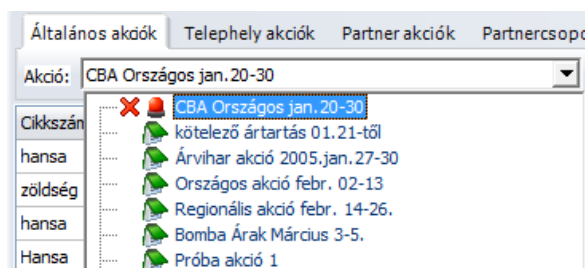 Általános akciók Telephely akciók Partner akciók Partnercsopo
Akció: CBA Országos jan.20-30
CBA Országos jan.20-30
Cikkszán
kötelező ártartás 01.21-től
hansa
Árvihar akció 2005.jan.27-30
zöldség
Országos akció febr. 02-13
Regionális akció febr. 14-26.
hansa
Bomba Árak Március 3-5.
Hansa
Próba akció 1